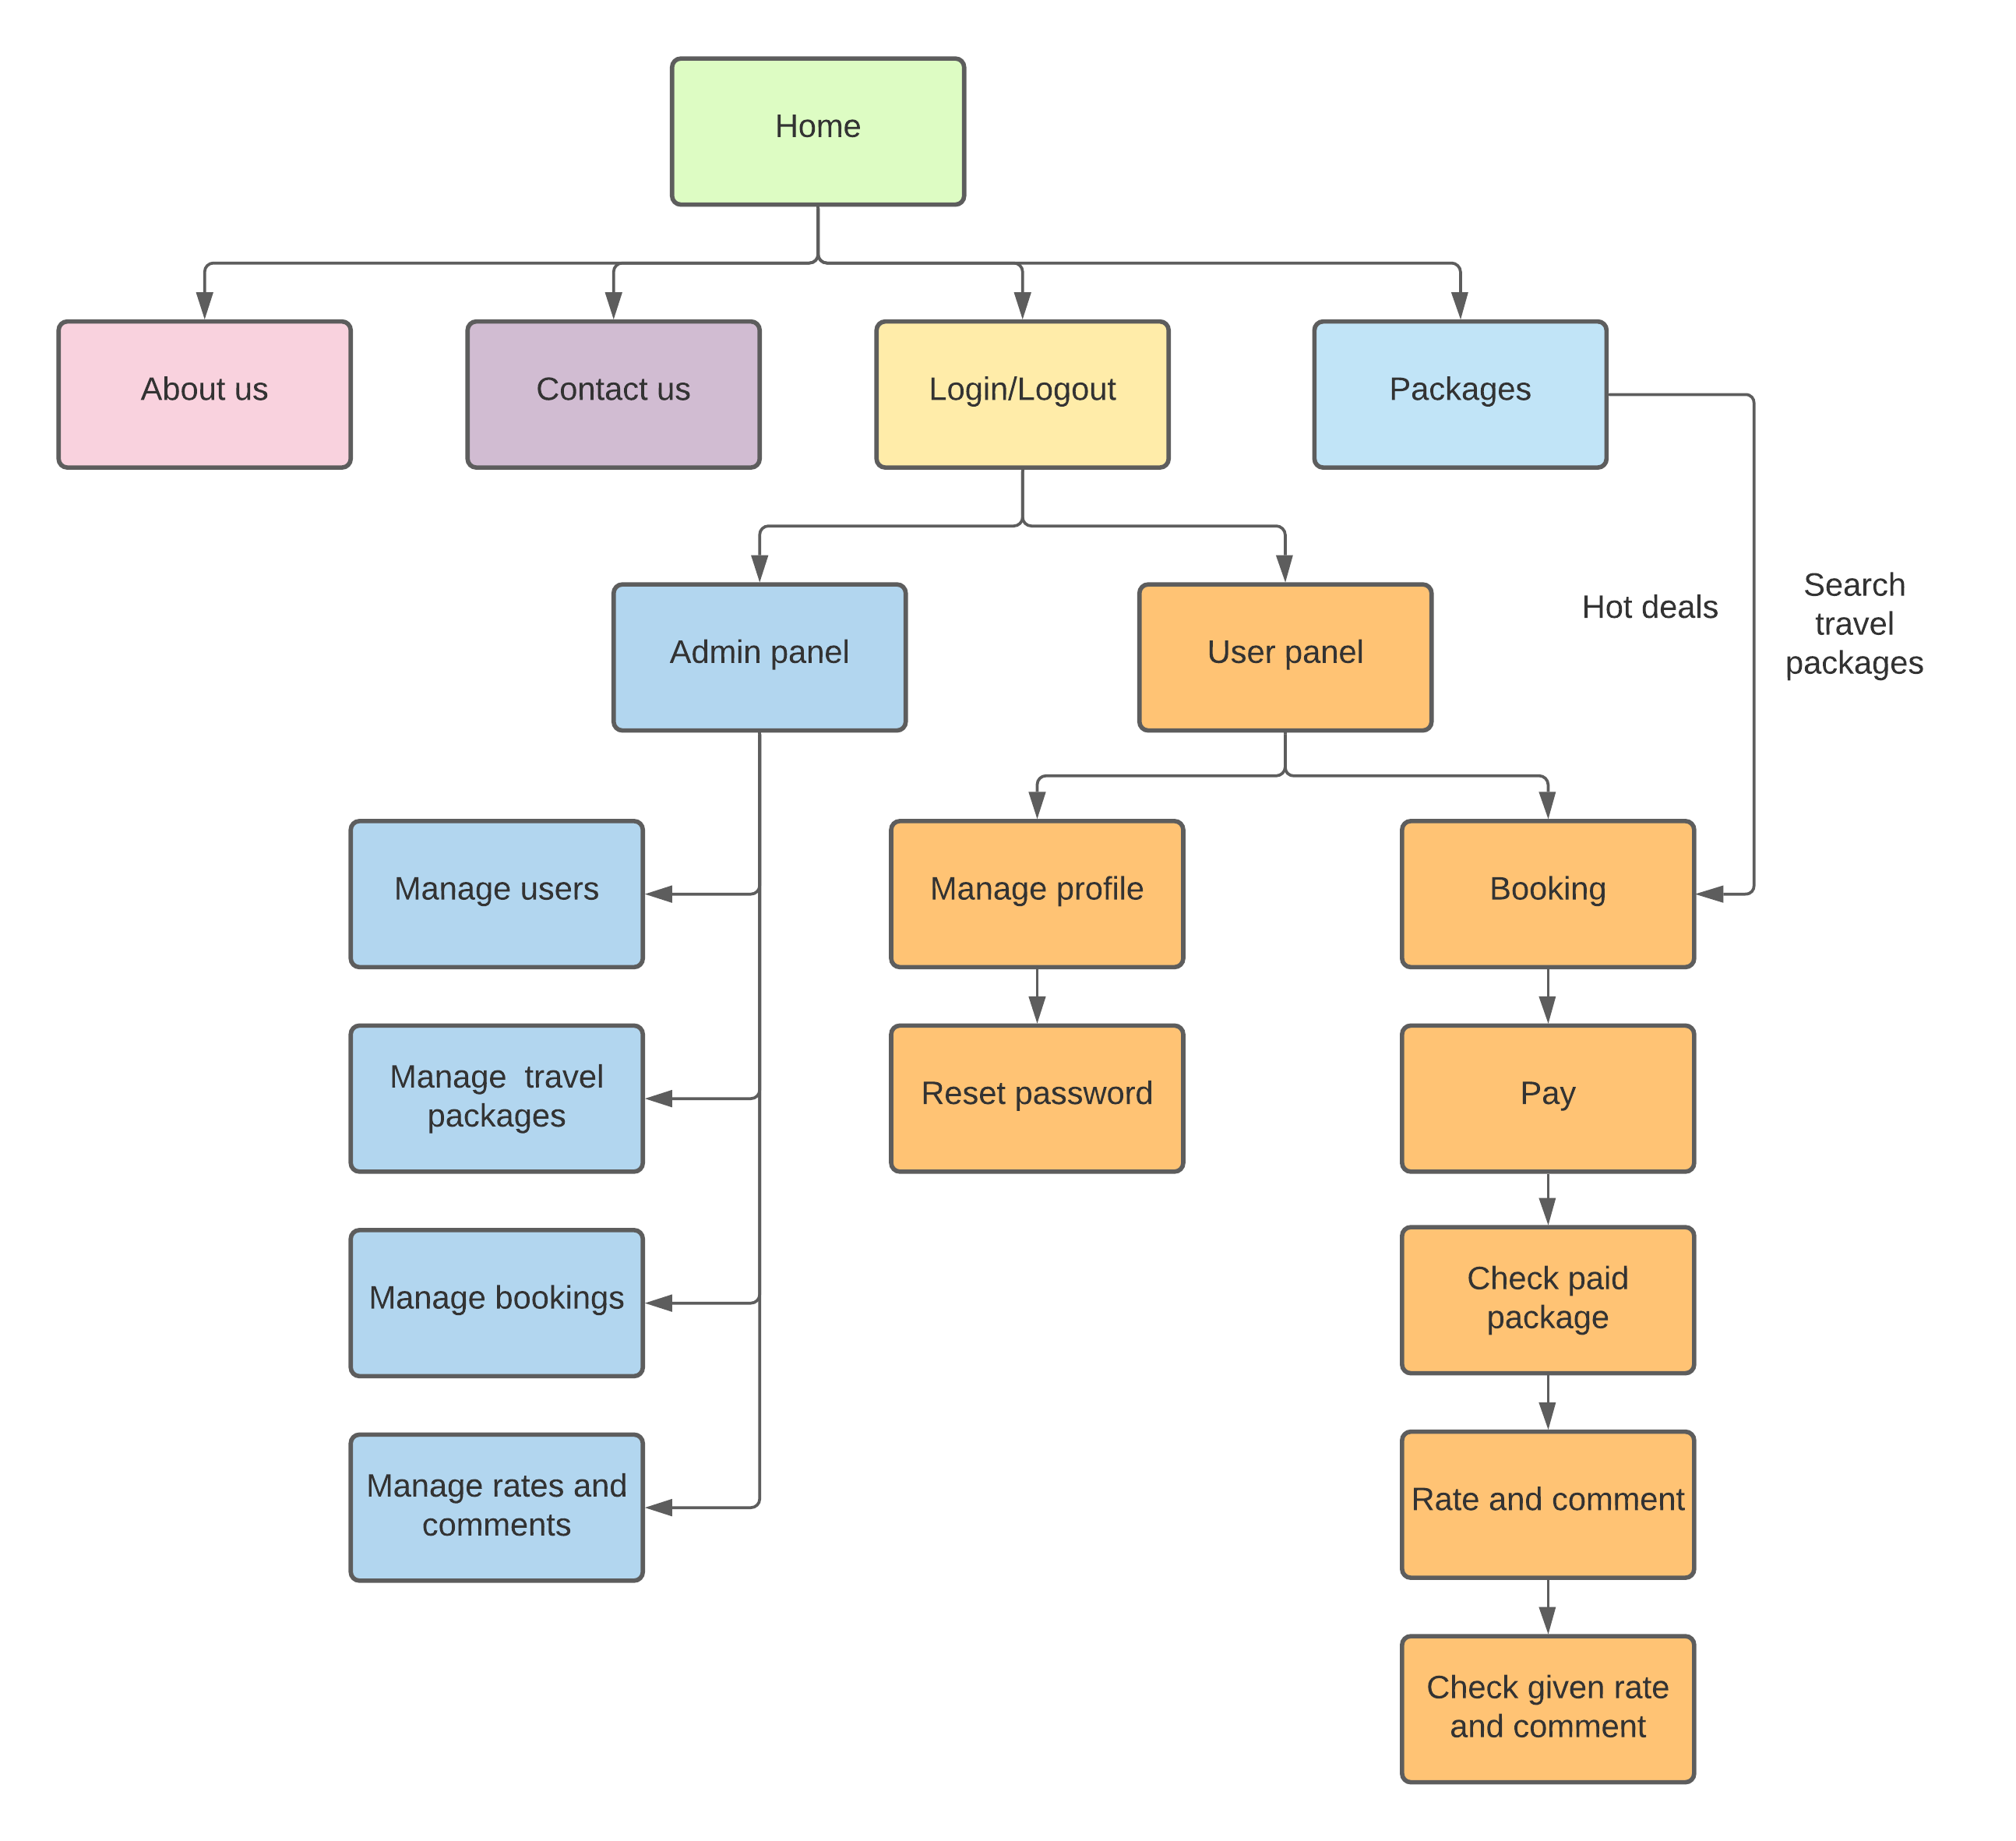 Home
About us
Contact us
Login/Logout
Packages
Hot deals
Search
travel
packages
Admin panel
User panel
Manage users
Manage profile
Booking
Manage  travel
packages
Reset password
Pay
Manage bookings
Check paid
package
Manage rates and
comments
Rate and comment
Check given rate
and comment